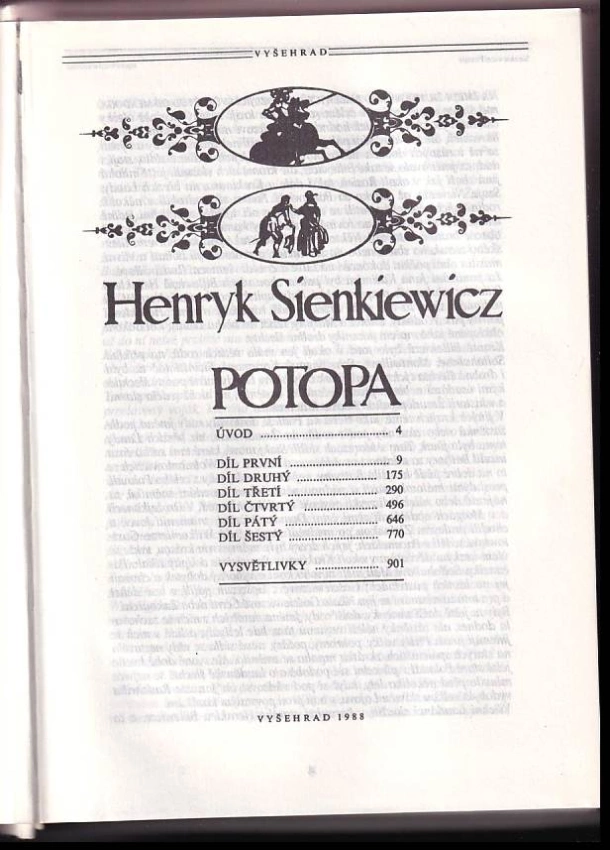 VYŠEHRAD
Henryk Sienkiewicz
POTOPA
ÚVOD ........................................ 4
DÍL PRVNÍ ............................... 9
DÍL DRUHÝ ......................... 175
DÍL TŘETÍ ............................ 290
DÍL ČTVRTÝ ....................... 496
DÍL PÁTÝ ............................. 646
DÍL ŠESTÝ ............................ 770
VYSVĚTLIVKY .................... 901
VYŠEHRAD 1988